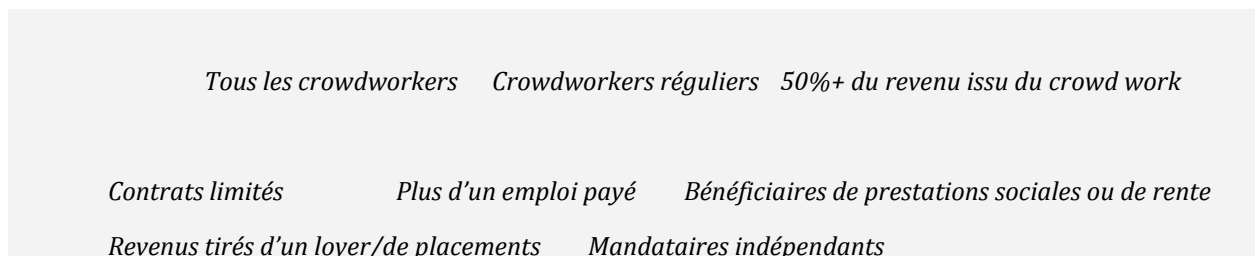 Tous les crowdworkers Crowdworkers réguliers 50%+ du revenu issu du crowd work
Contrats limités Plus d’un emploi payé Bénéficiaires de prestations sociales ou de rente
Revenus tirés d’un loyer/de placements Mandataires indépendants